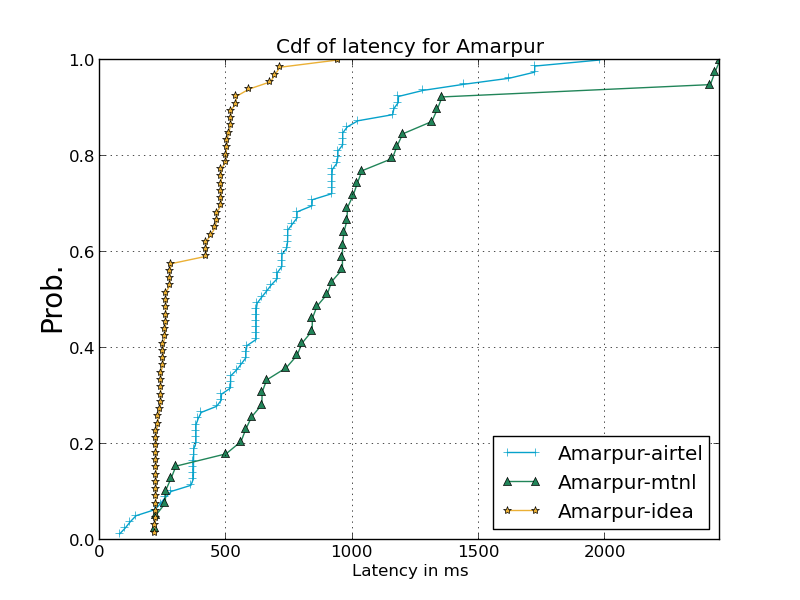 Cdf of latency for Amarpur
Prob.
1.0
0.8
0.6
0.4
0.2
0.0
0
500
1000
1500
2000
Latency in ms
Amarpur-airtel
Amarpur-mtnl
Amarpur-idea